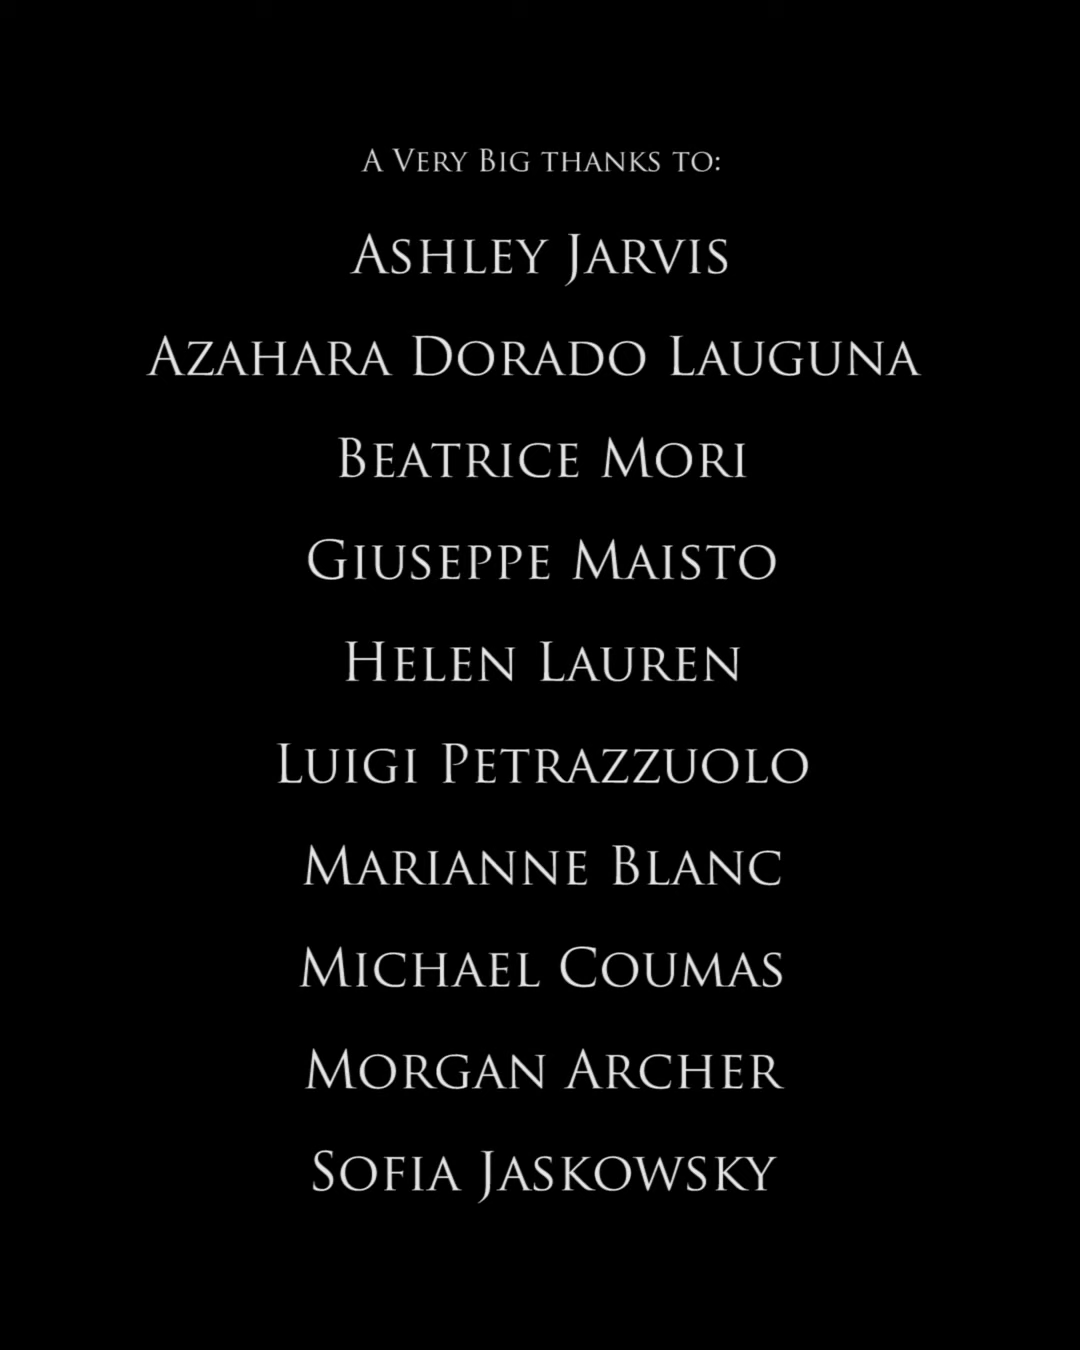 A Very Big thanks to:
Ashley Jarvis
Azahara Dorado Lauguna
Beatrice Mori
Giuseppe Maisto
Helen Lauren
Luigi Petrazzuolo
Marianne Blanc
Michael Coumas
Morgan Archer
Sofia Jaskowsky